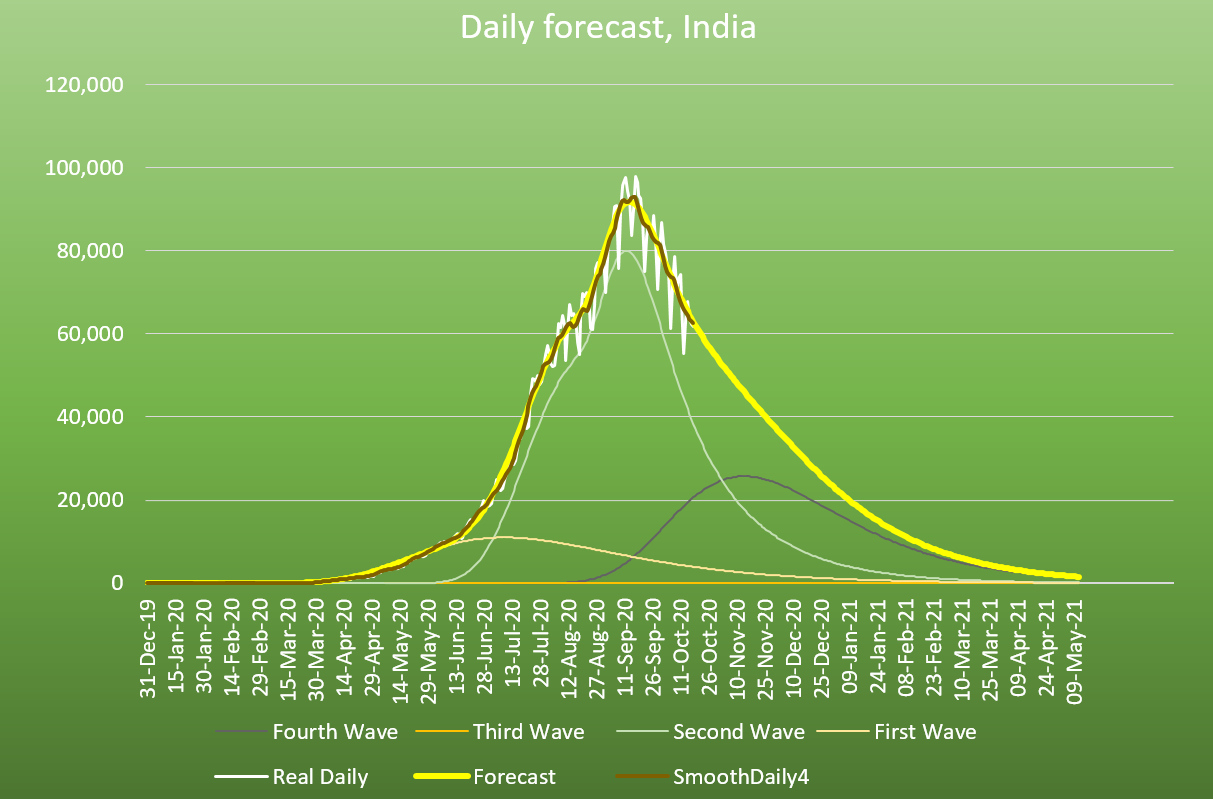 Daily forecast, India
120,000
100,000
80,000
60,000
40,000
20,000
0
31-Dec-19
15-Jan-20
30-Jan-20
14-Feb-20
29-Feb-20
15-Mar-20
30-Mar-20
14-Apr-20
29-Apr-20
14-May-20
29-May-20
13-Jun-20
28-Jun-20
13-Jul-20
28-Jul-20
12-Aug-20
27-Aug-20
11-Sep-20
26-Sep-20
11-Oct-20
26-Oct-20
10-Nov-20
25-Nov-20
10-Dec-20
25-Dec-20
09-Jan-21
24-Jan-21
08-Feb-21
23-Feb-21
10-Mar-21
25-Mar-21
09-Apr-21
24-Apr-21
09-May-21
Fourth Wave Third Wave Second Wave First Wave
Real Daily Forecast SmoothDaily4